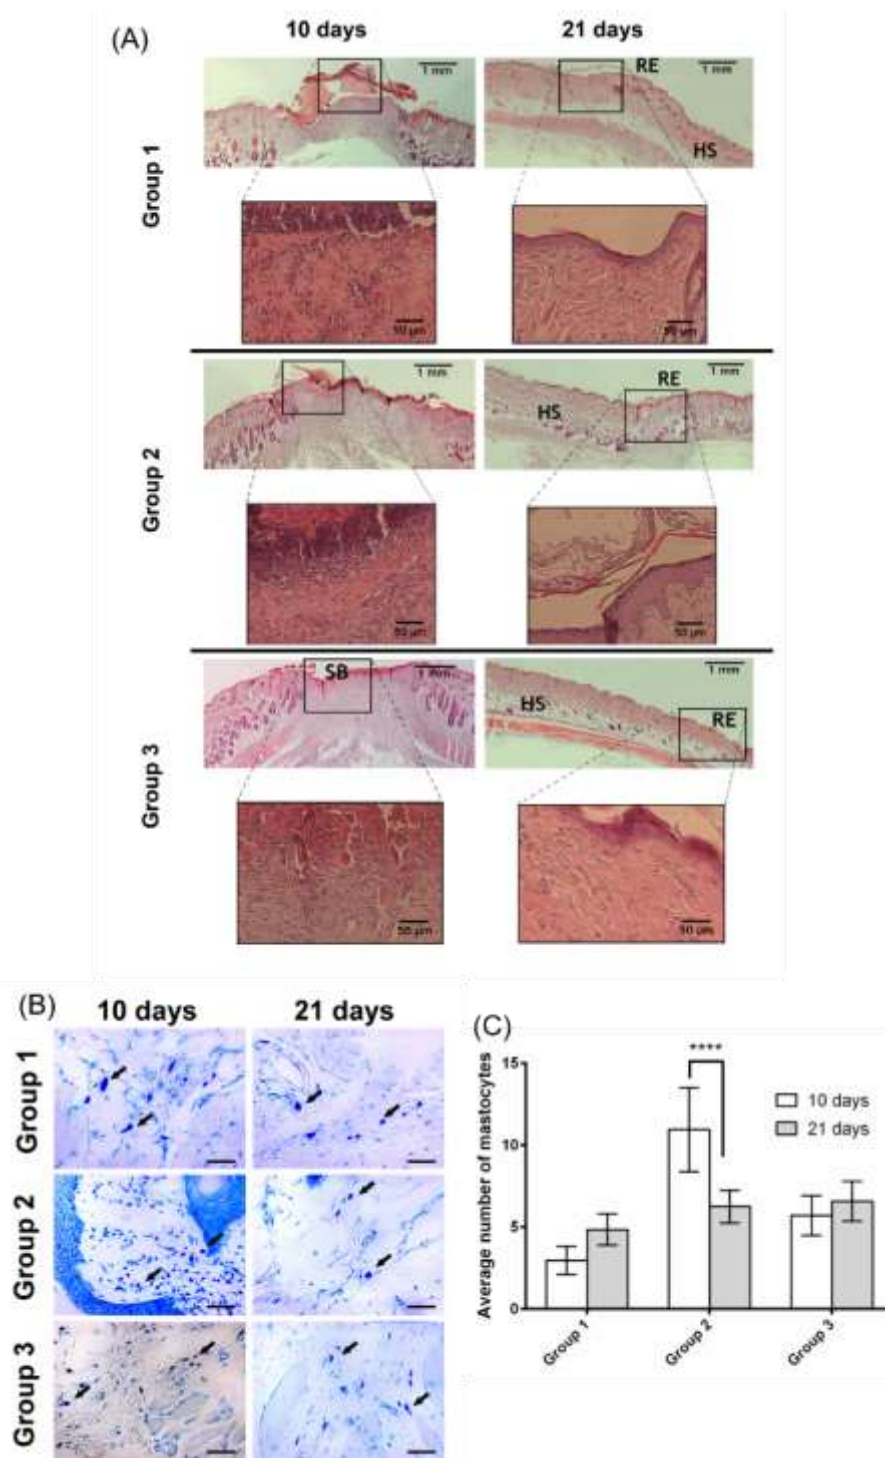 (A)
10 days 21 days
Group 1
1 mm
RE
1 mm
HS
50 µm
50 µm
Group 2
1 mm
RE
1 mm
HS
50 µm
50 µm
Group 3
SB
1 mm
1 mm
HS
RE
50 µm
50 µm
(B)
10 days 21 days
Group 1
Group 2
Group 3
(C)
Average number of mastocytes
15
10
5
0
****
10 days
21 days
Group 1
Group 2
Group 3